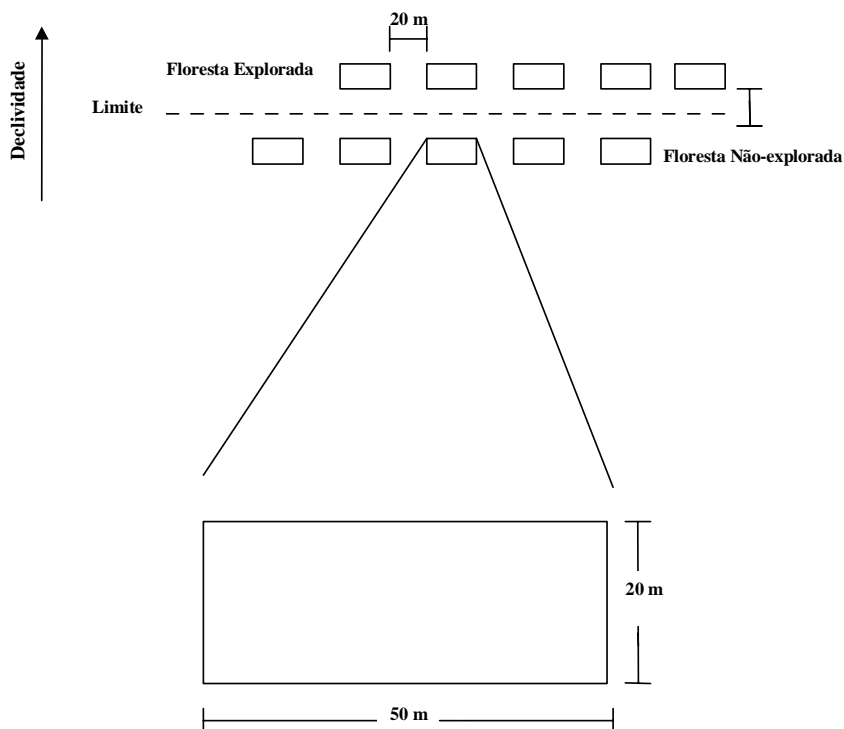 20 m
Floresta Explorada
Declividade
Limite
Floresta Não-explorada
20 m
50 m